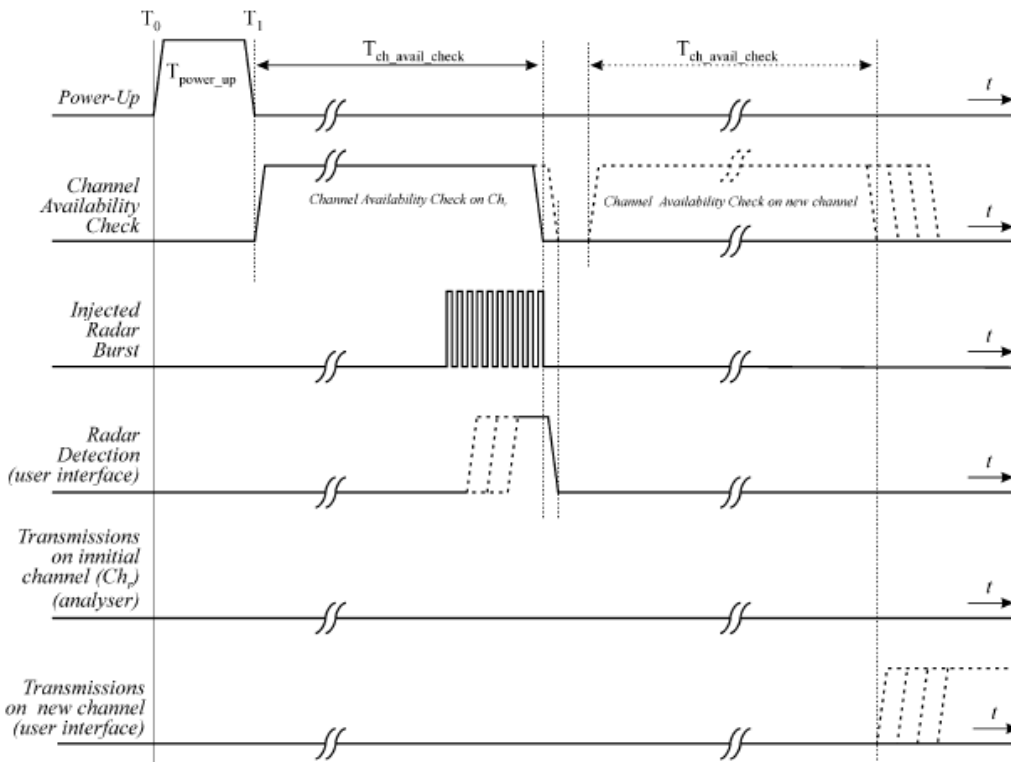 T0 T1
Tch_avail_check Tch_avail_check
Tpower_up
Power-Up t
Channel
Availability
Check
Channel Availability Check on Chr
Channel Availability Check on new channel
t
Injected
Radar
Burst
t
Radar
Detection
(user interface)
t
Transmissions
on innitial
channel (Chr)
(analyser)
t
Transmissions
on new channel
(user interface)
t